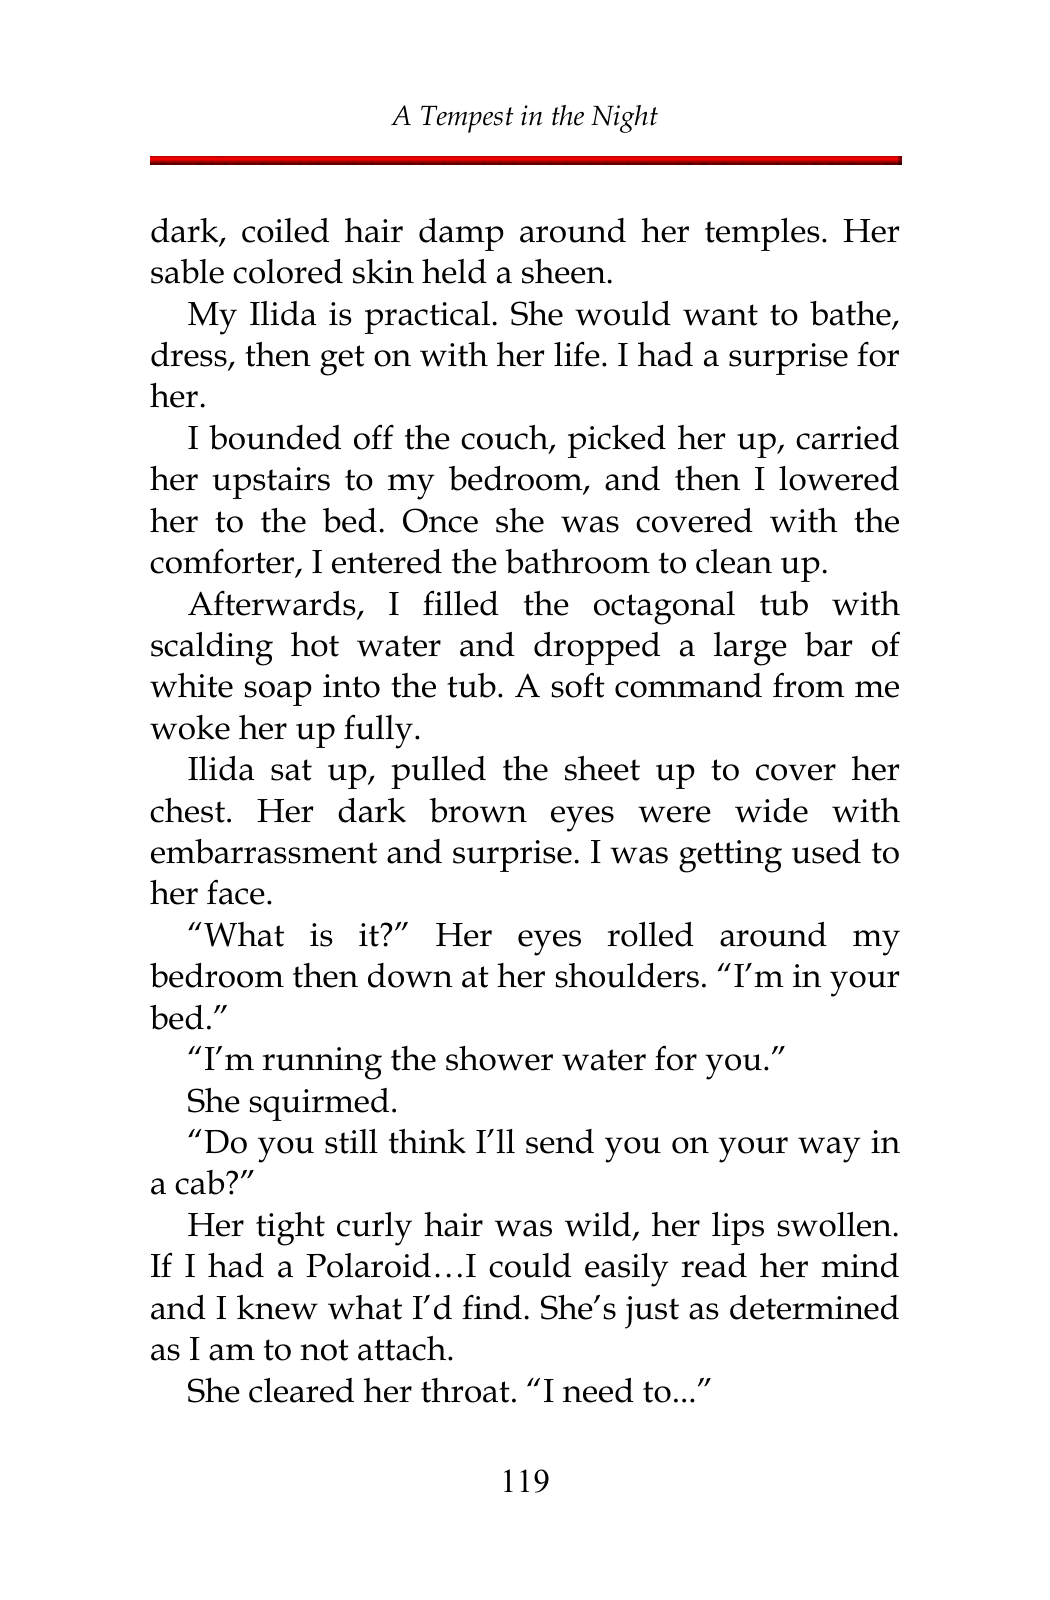 A Tempest in the Night
dark, coiled hair damp around her temples. Her
sable colored skin held a sheen.
My Ilida is practical. She would want to bathe,
dress, then get on with her life. I had a surprise for
her.
I bounded off the couch, picked her up, carried
her upstairs to my bedroom, and then I lowered
her to the bed. Once she was covered with the
comforter, I entered the bathroom to clean up.
Afterwards, I filled the octagonal tub with
scalding hot water and dropped a large bar of
white soap into the tub. A soft command from me
woke her up fully.
Ilida sat up, pulled the sheet up to cover her
chest. Her dark brown eyes were wide with
embarrassment and surprise. I was getting used to
her face.
“What is it?” Her eyes rolled around my
bedroom then down at her shoulders. “I’m in your
bed.”
“I’m running the shower water for you.”
She squirmed.
“Do you still think I’ll send you on your way in
a cab?”
Her tight curly hair was wild, her lips swollen.
If I had a Polaroid…I could easily read her mind
and I knew what I’d find. She’s just as determined
as I am to not attach.
She cleared her throat. “I need to...”
119